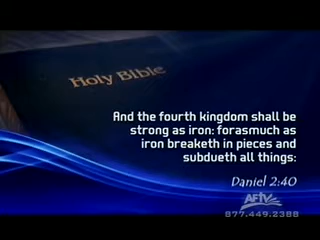 Holy Bible
And the fourth kingdom shall be
strong as iron: forasmuch as
iron breaketh in pieces and
subdueth all things:
Daniel 2:40
AFTV
877.449.2388